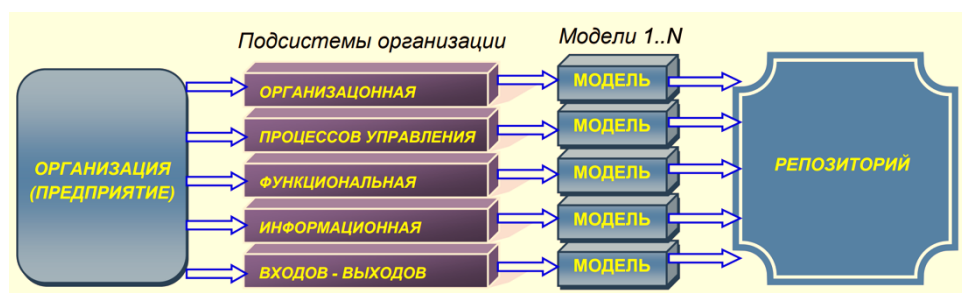 Подсистемы организации
Модели 1..N
ОРГАНИЗАЦИЯ
(ПРЕДПРИЯТИЕ)
ОРГАНИЗАЦОННАЯ
МОДЕЛЬ
ПРОЦЕССОВ УПРАВЛЕНИЯ
МОДЕЛЬ
ФУНКЦИОНАЛЬНАЯ
МОДЕЛЬ
ИНФОРМАЦИОННАЯ
МОДЕЛЬ
ВХОДОВ - ВЫХОДОВ
МОДЕЛЬ
РЕПОЗИТОРИЙ